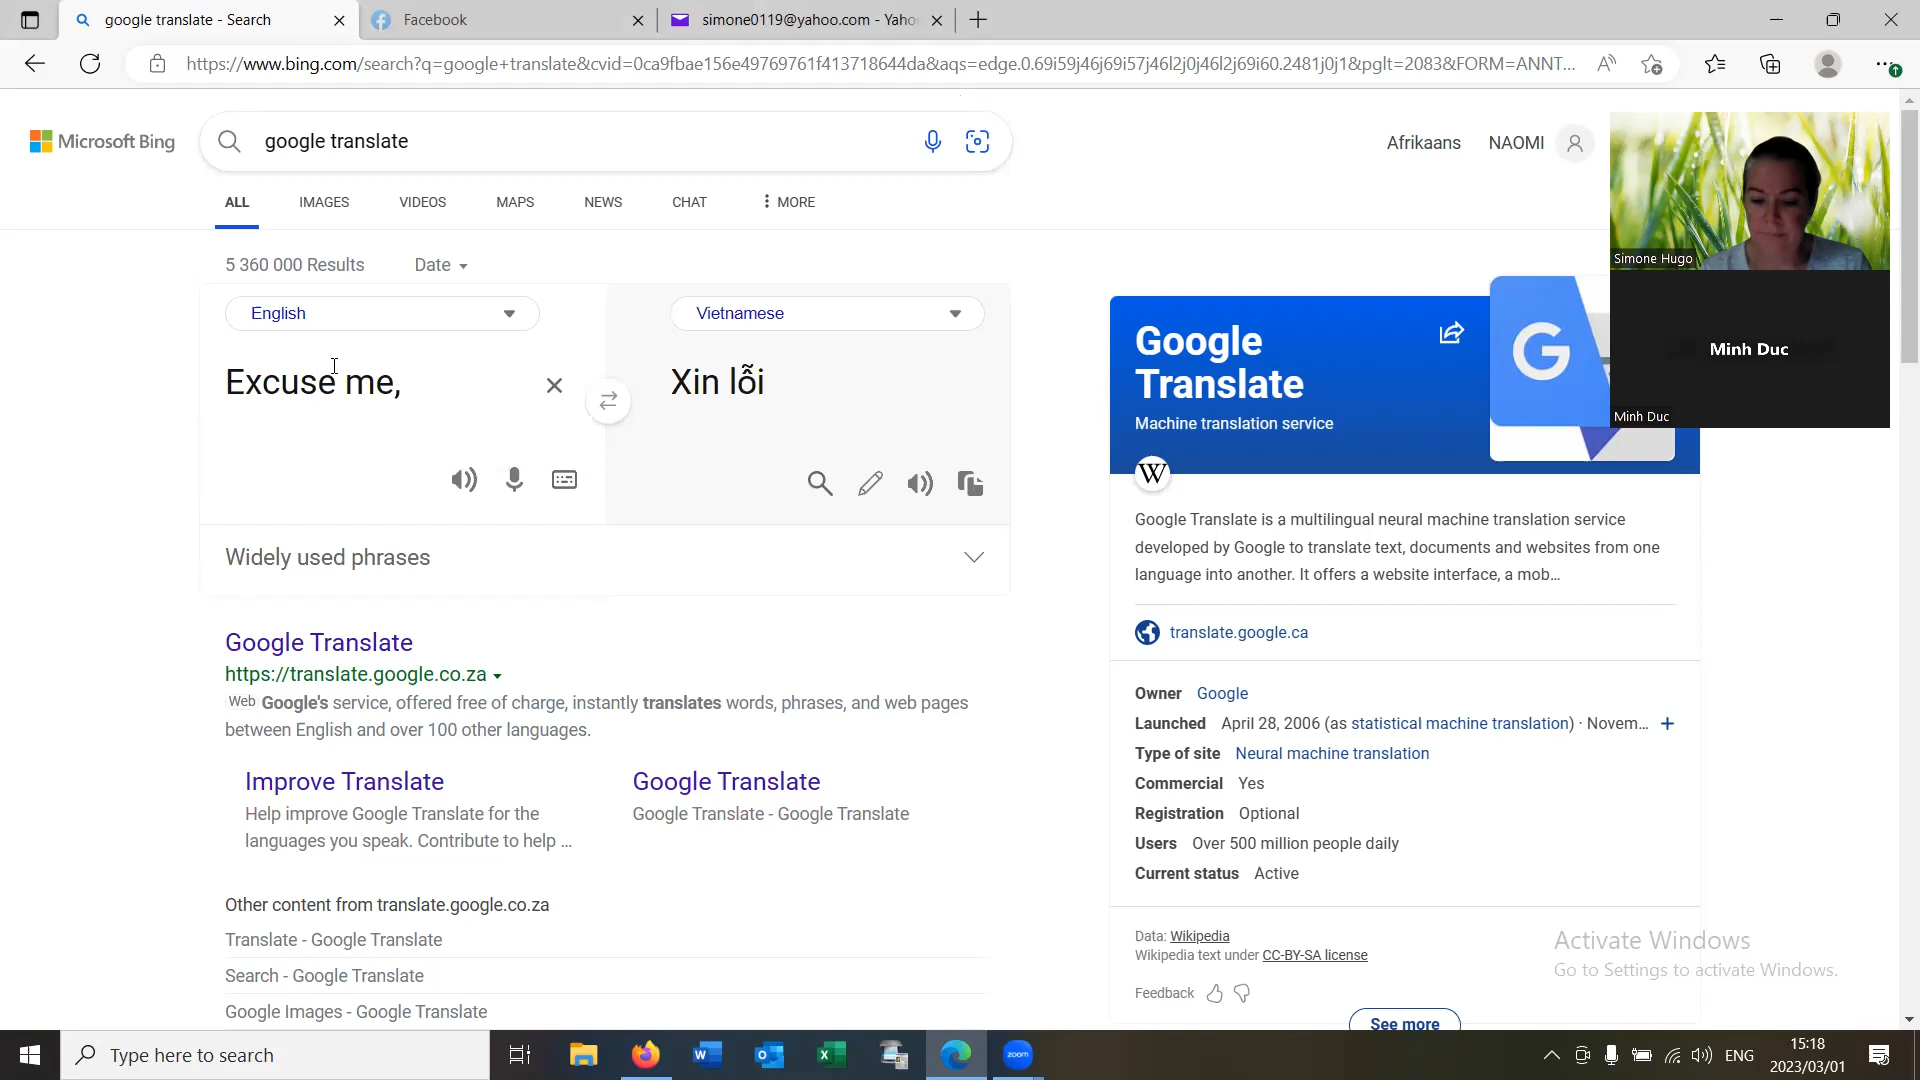 google translate - Search
Facebook
simone0119@yahoo.com - Yaho
https://www.bing.com/search?q=google+translate&cvid=0ca9fbae156e49769761f413718644da&aqs=edge.0.69i59j46j69i57j46l2j0j46l2j69i60.2481j0j1&pglt=2083&FORM=ANNT...
Microsoft Bing
google translate
Afrikaans
NAOMI
ALL
IMAGES
VIDEOS
MAPS
NEWS
CHAT
MORE
Simone Hugo
Minh Duc
Minh Duc
5 360 000 Results
Date
English
Vietnamese
Excuse me,
Xin lỗi
Widely used phrases
Google Translate
https://translate.google.co.za
Web Google's service, offered free of charge, instantly translates words, phrases, and web pages
between English and over 100 other languages.
Improve Translate
Help improve Google Translate for the
languages you speak. Contribute to help ...
Google Translate
Google Translate - Google Translate
Other content from translate.google.co.za
Translate - Google Translate
Search - Google Translate
Google Images - Google Translate
Google
Translate
Machine translation service
G
W
Google Translate is a multilingual neural machine translation service
developed by Google to translate text, documents and websites from one
language into another. It offers a website interface, a mob...
translate.google.ca
Owner Google
Launched April 28, 2006 (as statistical machine translation) · Novem... +
Type of site Neural machine translation
Commercial Yes
Registration Optional
Users Over 500 million people daily
Current status Active
Data: Wikipedia
Wikipedia text under CC-BY-SA license
Feedback
See more
Activate Windows
Go to Settings to activate Windows.
Type here to search
zoom
ENG
15:18
2023/03/01